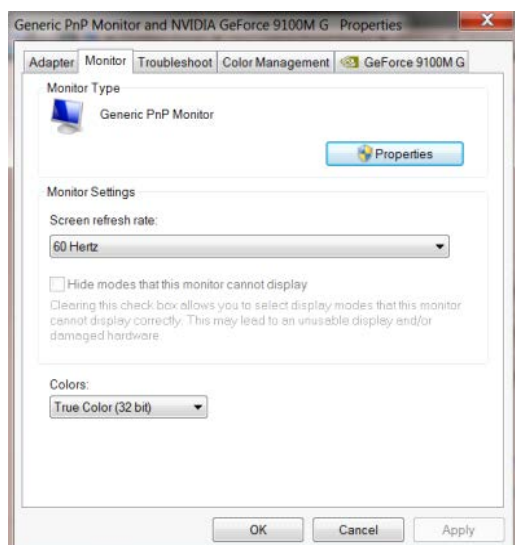 Generic PnP Monitor and NVIDIA GeForce 9100M G Properties
Adapter Monitor Troubleshoot Color Management GeForce 9100M G
Monitor Type
Generic PnP Monitor
Properties
Monitor Settings
Screen refresh rate:
60 Hertz
Hide modes that this monitor cannot display
Clearing this check box allows you to select display modes that this monitor
cannot display correctly. This may lead to an unusable display and/or
damaged hardware.
Colors:
True Color (32 bit)
OK Cancel Apply